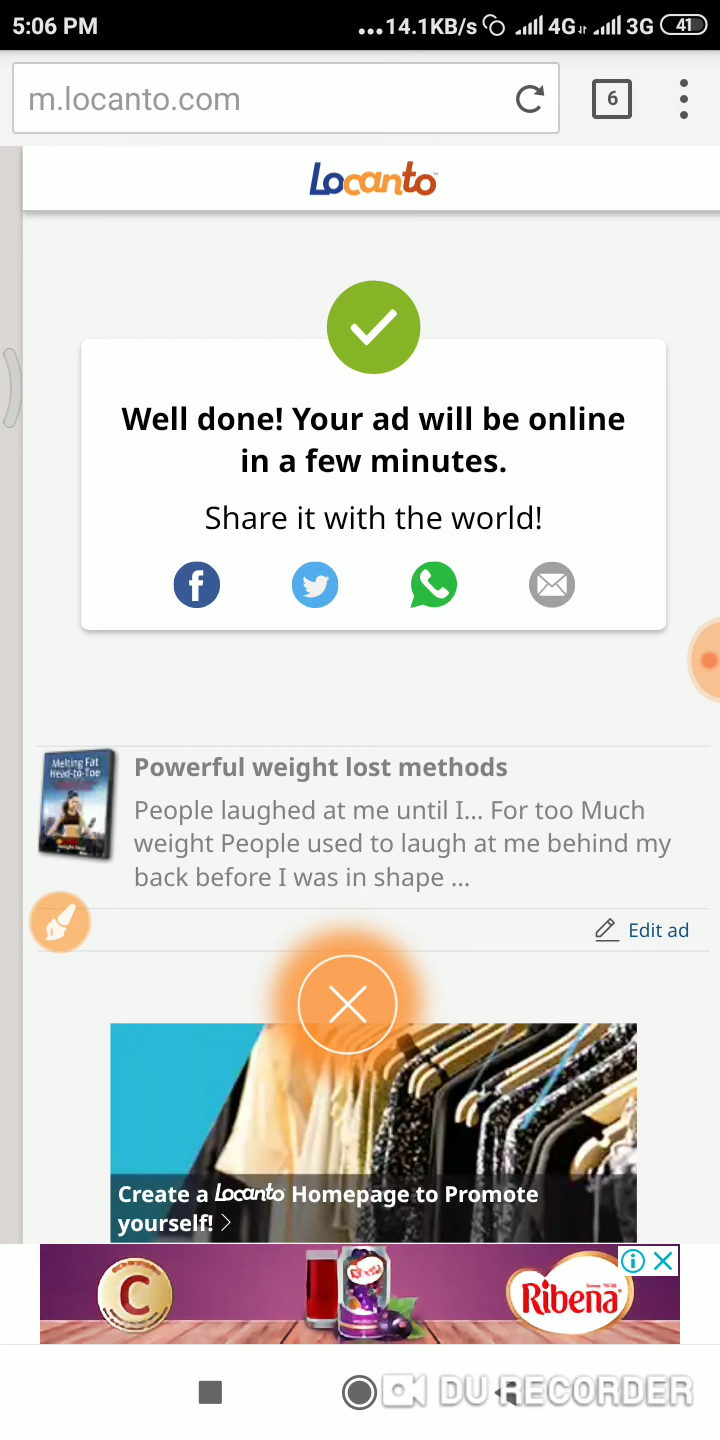 5:06 PM
...14.1KB/s 4G 3G 41
m.locanto.com
6
Locanto
Well done! Your ad will be online
in a few minutes.
Share it with the world!
Melting Fat
Head-to-Toe
Powerful weight lost methods
People laughed at me until I... For too Much
weight People used to laugh at me behind my
back before I was in shape ...
Edit ad
Create a Locanto Homepage to Promote
yourself! >
C
Ribena
DU RECORDER